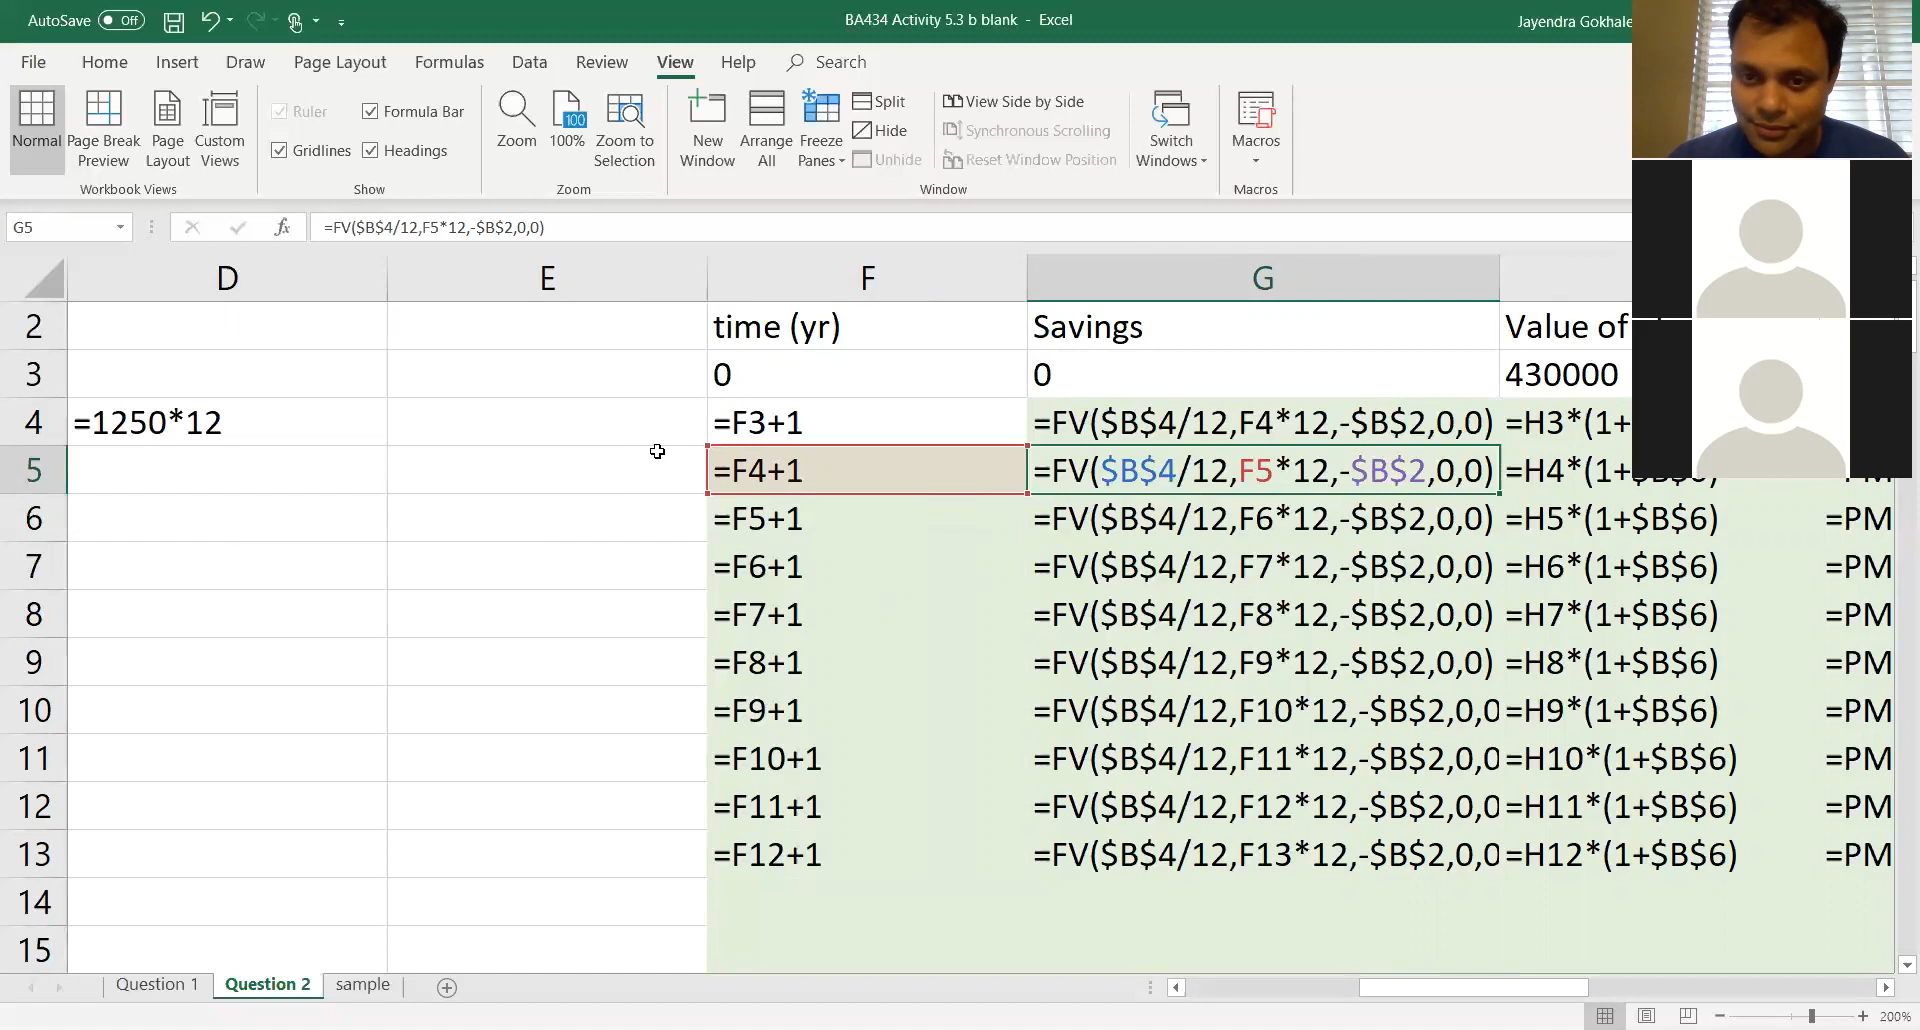 AutoSave Off
BA434 Activity 5.3 b blank - Excel
Jayendra Gokhale
File Home Insert Draw Page Layout Formulas Data Review View Help Search
Normal
Page Break Preview
Page Layout
Custom Views
Workbook Views
Ruler
Formula Bar
Gridlines
Headings
Show
Zoom
100%
Zoom to Selection
Zoom
New Window
Arrange All
Freeze Panes
Split
Hide
Unhide
View Side by Side
Synchronous Scrolling
Reset Window Position
Window
Switch Windows
Macros
Macros
G5 fx =FV($B$4/12,F5*12,-$B$2,0,0)
D E F G
2 time (yr) Savings Value of
3 0 0 430000
4 =1250*12 =F3+1 =FV($B$4/12,F4*12,-$B$2,0,0) =H3*(1+
5 =F4+1 =FV($B$4/12,F5*12,-$B$2,0,0) =H4*(1+
6 =F5+1 =FV($B$4/12,F6*12,-$B$2,0,0) =H5*(1+$B$6) =PM
7 =F6+1 =FV($B$4/12,F7*12,-$B$2,0,0) =H6*(1+$B$6) =PM
8 =F7+1 =FV($B$4/12,F8*12,-$B$2,0,0) =H7*(1+$B$6) =PM
9 =F8+1 =FV($B$4/12,F9*12,-$B$2,0,0) =H8*(1+$B$6) =PM
10 =F9+1 =FV($B$4/12,F10*12,-$B$2,0,0 =H9*(1+$B$6) =PM
11 =F10+1 =FV($B$4/12,F11*12,-$B$2,0,0 =H10*(1+$B$6) =PM
12 =F11+1 =FV($B$4/12,F12*12,-$B$2,0,0 =H11*(1+$B$6) =PM
13 =F12+1 =FV($B$4/12,F13*12,-$B$2,0,0 =H12*(1+$B$6) =PM
14
15
Question 1 Question 2 sample
200%